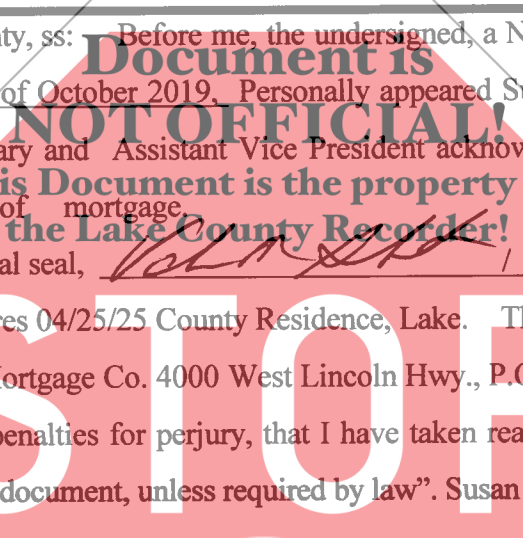 ty, ss: Before me, the undersigned, a N
Document is
of October 2019, Personally appeared S
NOT OFFICIAL!
ary and Assistant Vice President acknow
is Document is the property
of mortgage.
the Lake County Recorder!
al seal,
res 04/25/25 County Residence, Lake. Th
STOP
Mortgage Co. 4000 West Lincoln Hwy., P.O
penalties for perjury, that I have taken rea
document, unless required by law”. Susan